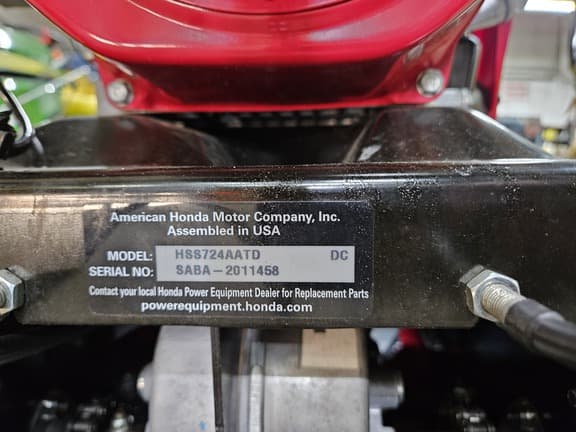 American Honda Motor Company, Inc.
Assembled in USA
MODEL: HSS724AATD DC
SERIAL NO: SABA-2011458
Contact your local Honda Power Equipment Dealer for Replacement Parts
powerequipment.honda.com